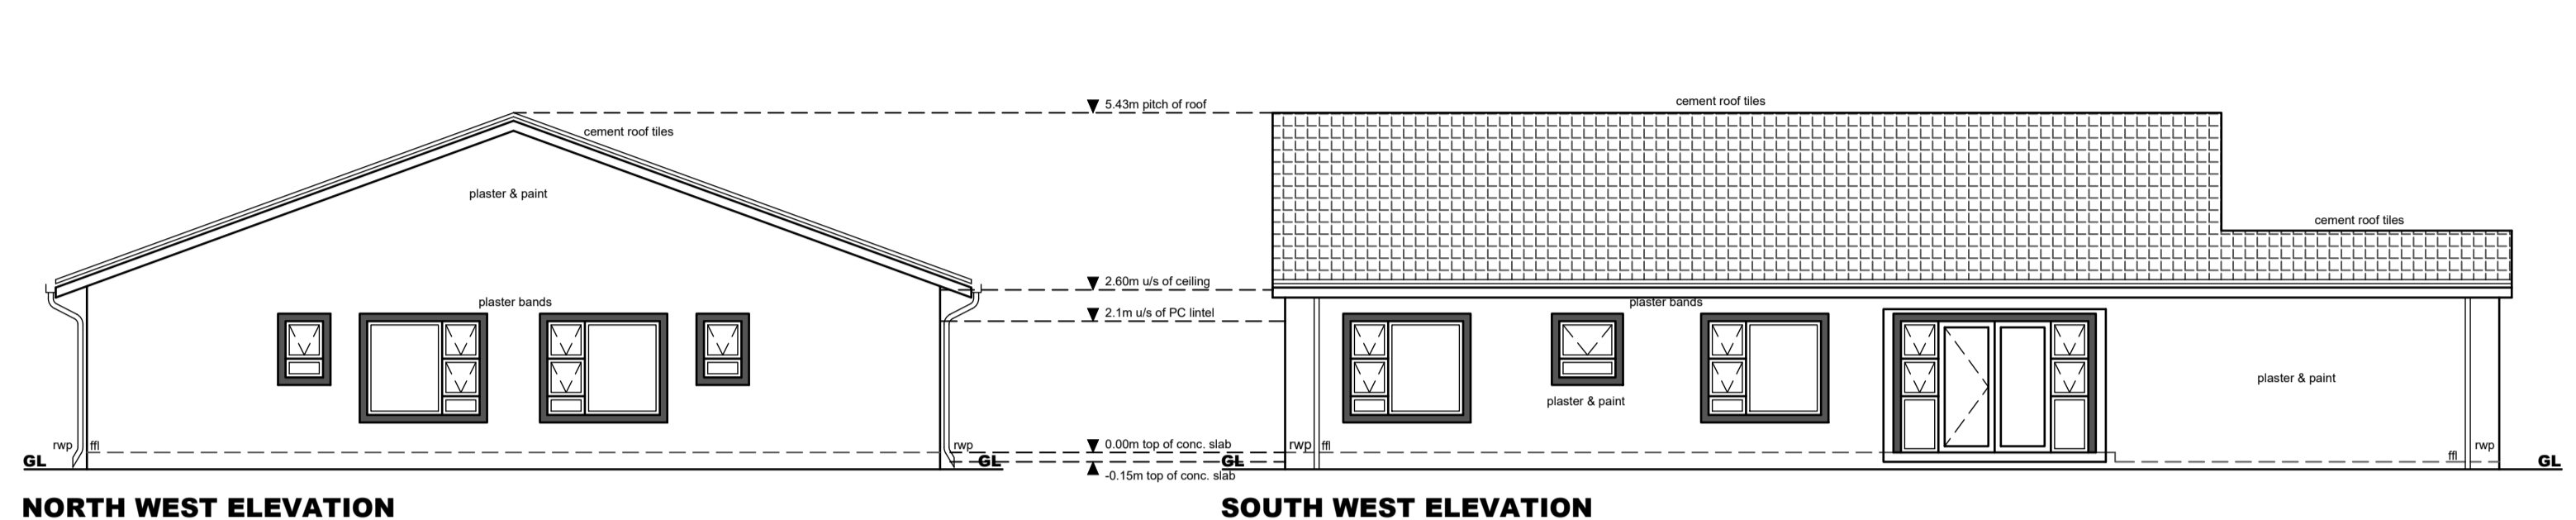 cement roof tiles
plaster & paint
plaster bands
rwp
ffl
rwp
GL
GL
NORTH WEST ELEVATION
5.43m pitch of roof
2.60m u/s of ceiling
2.1m u/s of PC lintel
0.00m top of conc. slab
-0.15m top of conc. slab
cement roof tiles
cement roof tiles
plaster bands
plaster & paint
plaster & paint
rwp
ffl
ffl
rwp
GL
GL
SOUTH WEST ELEVATION